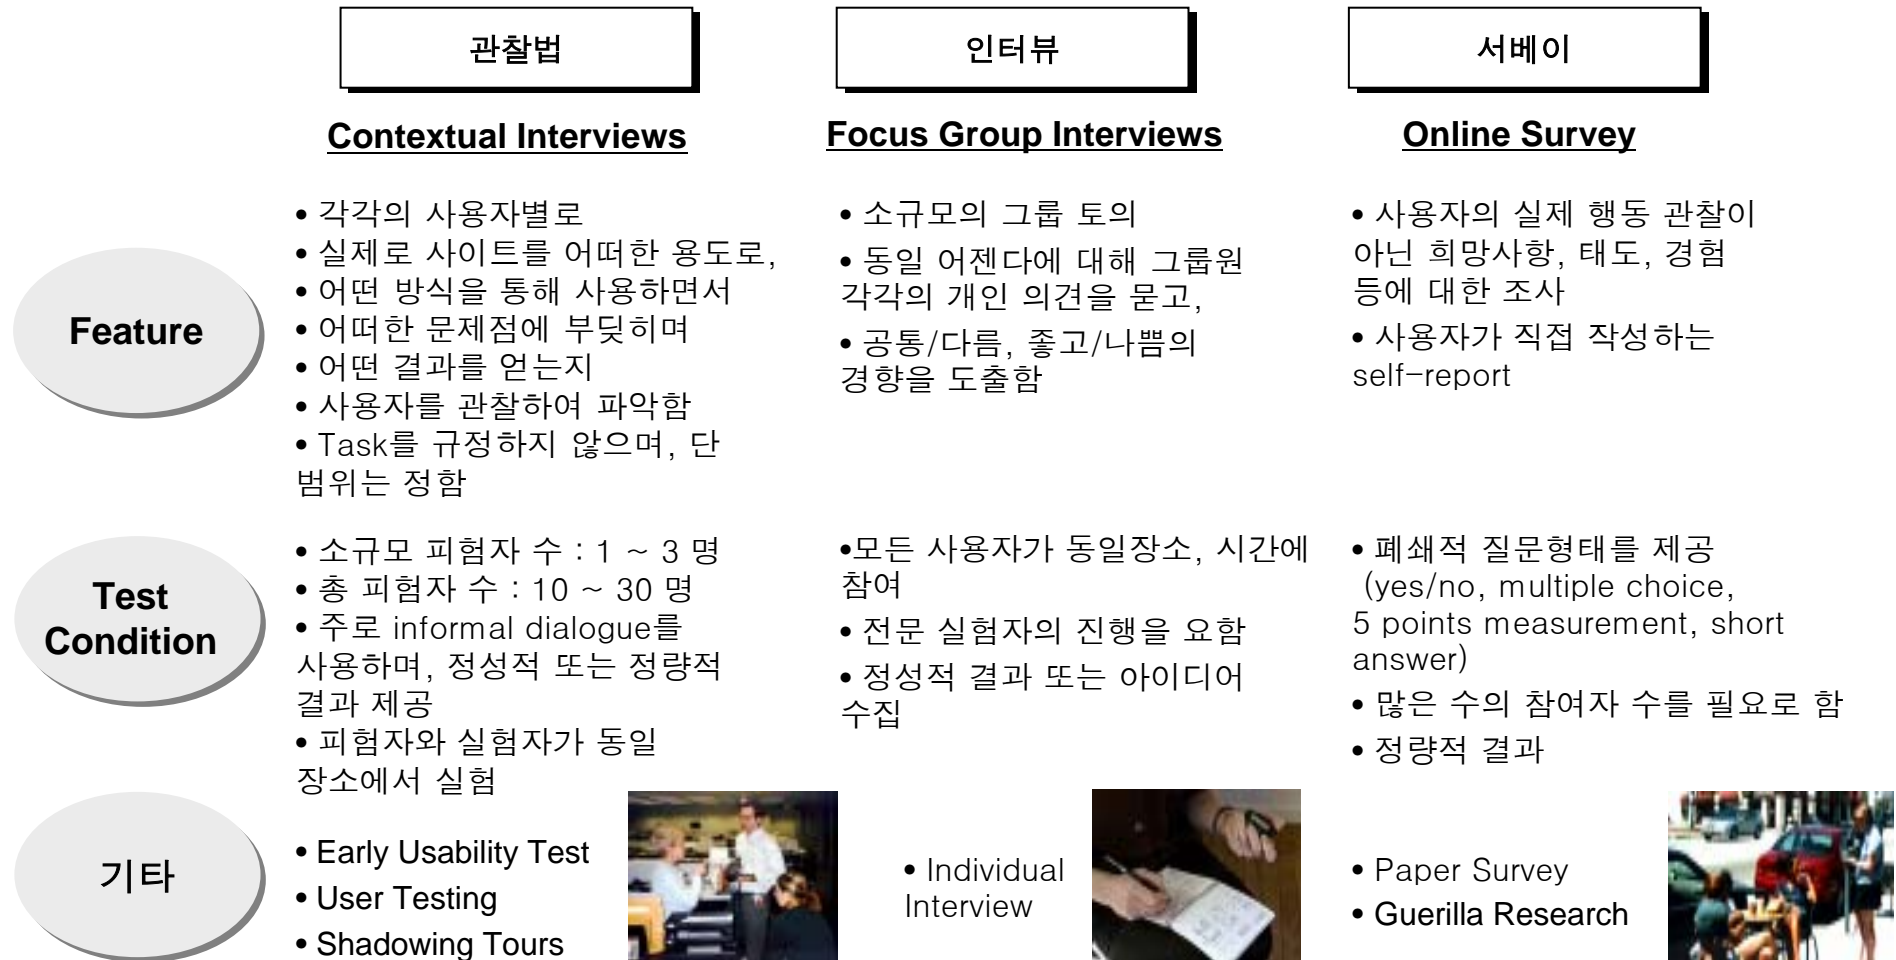 관찰법
인터뷰
서베이
Contextual Interviews
Focus Group Interviews
Online Survey
Feature
• 각각의 사용자별로
• 실제로 사이트를 어떠한 용도로,
• 어떤 방식을 통해 사용하면서
• 어떠한 문제점에 부딪히며
• 어떤 결과를 얻는지
• 사용자를 관찰하여 파악함
• Task를 규정하지 않으며, 단
범위는 정함
• 소규모의 그룹 토의
• 동일 어젠다에 대해 그룹원
각각의 개인 의견을 묻고,
• 공통/다름, 좋고/나쁨의
경향을 도출함
• 사용자의 실제 행동 관찰이
아닌 희망사항, 태도, 경험
등에 대한 조사
• 사용자가 직접 작성하는
self-report
Test
Condition
• 소규모 피험자 수 : 1 ~ 3 명
• 총 피험자 수 : 10 ~ 30 명
• 주로 informal dialogue를
사용하며, 정성적 또는 정량적
결과 제공
• 피험자와 실험자가 동일
장소에서 실험
•모든 사용자가 동일장소, 시간에
참여
• 전문 실험자의 진행을 요함
• 정성적 결과 또는 아이디어
수집
• 폐쇄적 질문형태를 제공
(yes/no, multiple choice,
5 points measurement, short
answer)
• 많은 수의 참여자 수를 필요로 함
• 정량적 결과
기타
• Early Usability Test
• User Testing
• Shadowing Tours
• Individual
Interview
• Paper Survey
• Guerilla Research